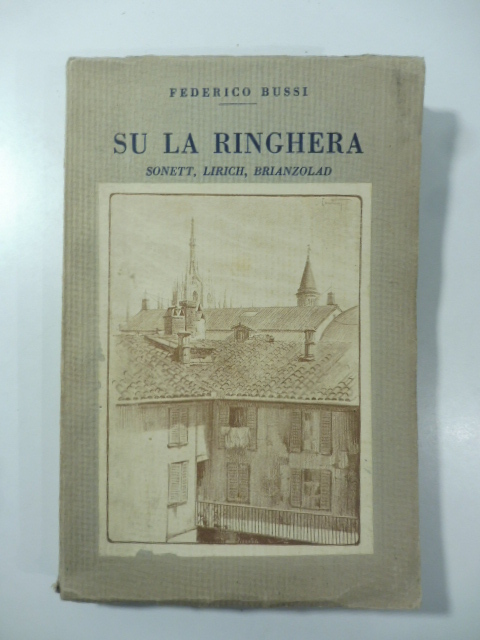 FEDERICO BUSSI
SU LA RINGHERA
SONETT, LIRICH, BRIANZOLAD